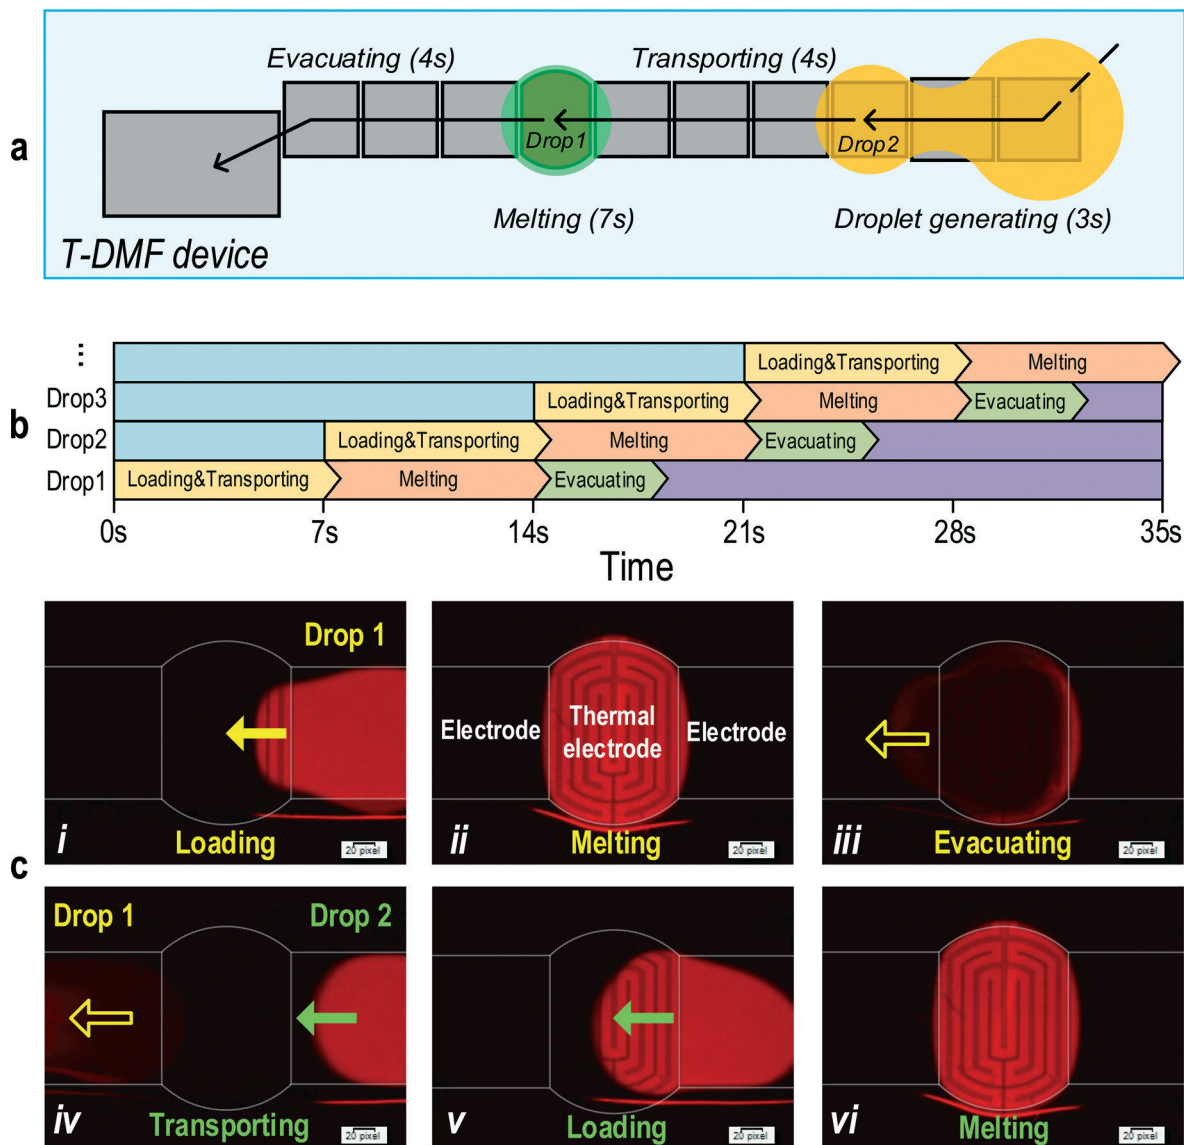 a
Evacuating (4s)
Transporting (4s)
Drop1
Drop2
Melting (7s)
Droplet generating (3s)
T-DMF device
b
⋮
Loading&Transporting
Melting
Drop3
Loading&Transporting
Melting
Evacuating
Drop2
Loading&Transporting
Melting
Evacuating
Drop1
Loading&Transporting
Melting
Evacuating
0s
7s
14s
21s
28s
35s
Time
c
Drop 1
i
Loading
20 pixel
Electrode
Thermal
electrode
Electrode
ii
Melting
20 pixel
iii
Evacuating
20 pixel
Drop 1
Drop 2
iv
Transporting
20 pixel
v
Loading
20 pixel
vi
Melting
20 pixel